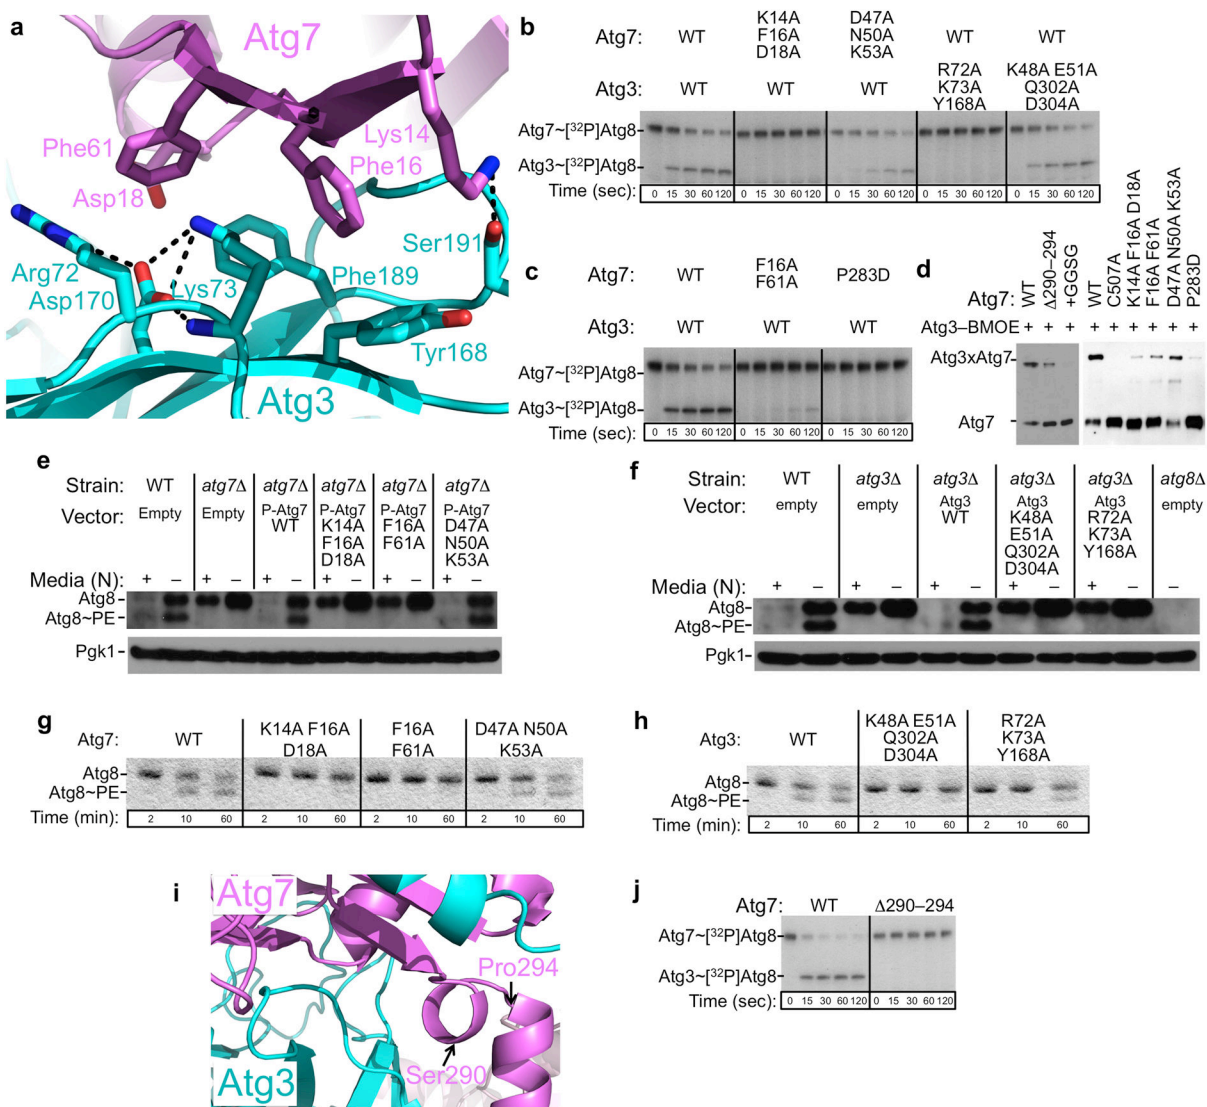 a
Atg7
Phe61
Asp18
Lys14
Phe16
Arg72
Asp170
Lys73
Phe189
Ser191
Tyr168
Atg3
b
Atg7: WT K14A F16A D18A WT D47A N50A K53A WT WT
Atg3: WT WT WT R72A K73A Y168A K48A E51A Q302A D304A
Atg7~[32P]Atg8
Atg3~[32P]Atg8
Time (sec): 0 15 30 60 120 0 15 30 60 120 0 15 30 60 120 0 15 30 60 120 0 15 30 60 120
c
Atg7: WT F16A F61A P283D
Atg3: WT WT WT
Atg7~[32P]Atg8
Atg3~[32P]Atg8
Time (sec): 0 15 30 60 120 0 15 30 60 120 0 15 30 60 120
d
Atg7: WT Δ290–294 +GGSG WT C507A K14A F16A D18A F16A F61A D47A N50A K53A P283D
Atg3–BMOE + + + + + + + + +
Atg3xAtg7
Atg7
e
Strain: WT atg7Δ atg7Δ atg7Δ atg7Δ atg7Δ
Vector: Empty Empty P-Atg7 WT P-Atg7 K14A F16A D18A P-Atg7 F16A F61A P-Atg7 D47A N50A K53A
Media (N): + – + – + – + – + – + –
Atg8
Atg8~PE
Pgk1
f
Strain: WT atg3Δ atg3Δ atg3Δ atg3Δ atg8Δ
Vector: empty empty Atg3 WT Atg3 K48A E51A Q302A D304A Atg3 R72A K73A Y168A empty
Media (N): + – + – + – + – + – –
Atg8
Atg8~PE
Pgk1
g
Atg7: WT K14A F16A D18A F16A F61A D47A N50A K53A
Atg8
Atg8~PE
Time (min): 2 10 60 2 10 60 2 10 60 2 10 60
h
Atg3: WT K48A E51A Q302A D304A R72A K73A Y168A
Atg8
Atg8~PE
Time (min): 2 10 60 2 10 60 2 10 60
i
Atg7
Pro294
Ser290
Atg3
j
Atg7: WT Δ290–294
Atg7~[32P]Atg8
Atg3~[32P]Atg8
Time (sec): 0 15 30 60 120 0 15 30 60 120